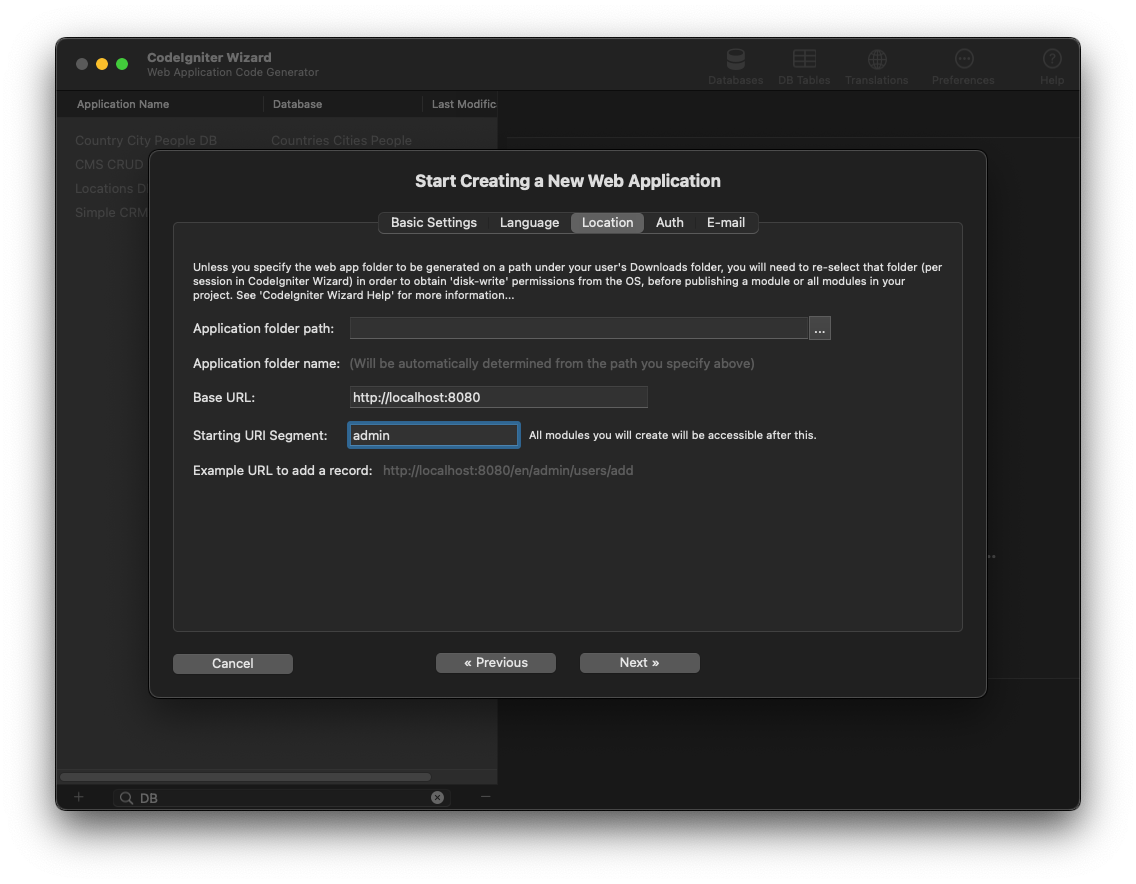 CodeIgniter Wizard
Web Application Code Generator
Databases
DB Tables
Translations
Preferences
Help
Application Name
Database
Last Modific
Country City People DB
Countries Cities People
CMS CRUD
Locations D
Simple CRM
Start Creating a New Web Application
Basic Settings
Language
Location
Auth
E-mail
Unless you specify the web app folder to be generated on a path under your user's Downloads folder, you will need to re-select that folder (per
session in CodeIgniter Wizard) in order to obtain 'disk-write' permissions from the OS, before publishing a module or all modules in your
project. See 'CodeIgniter Wizard Help' for more information...
Application folder path:
...
Application folder name: (Will be automatically determined from the path you specify above)
Base URL: http://localhost:8080
Starting URI Segment: admin All modules you will create will be accessible after this.
Example URL to add a record: http://localhost:8080/en/admin/users/add
Cancel
« Previous
Next »
DB